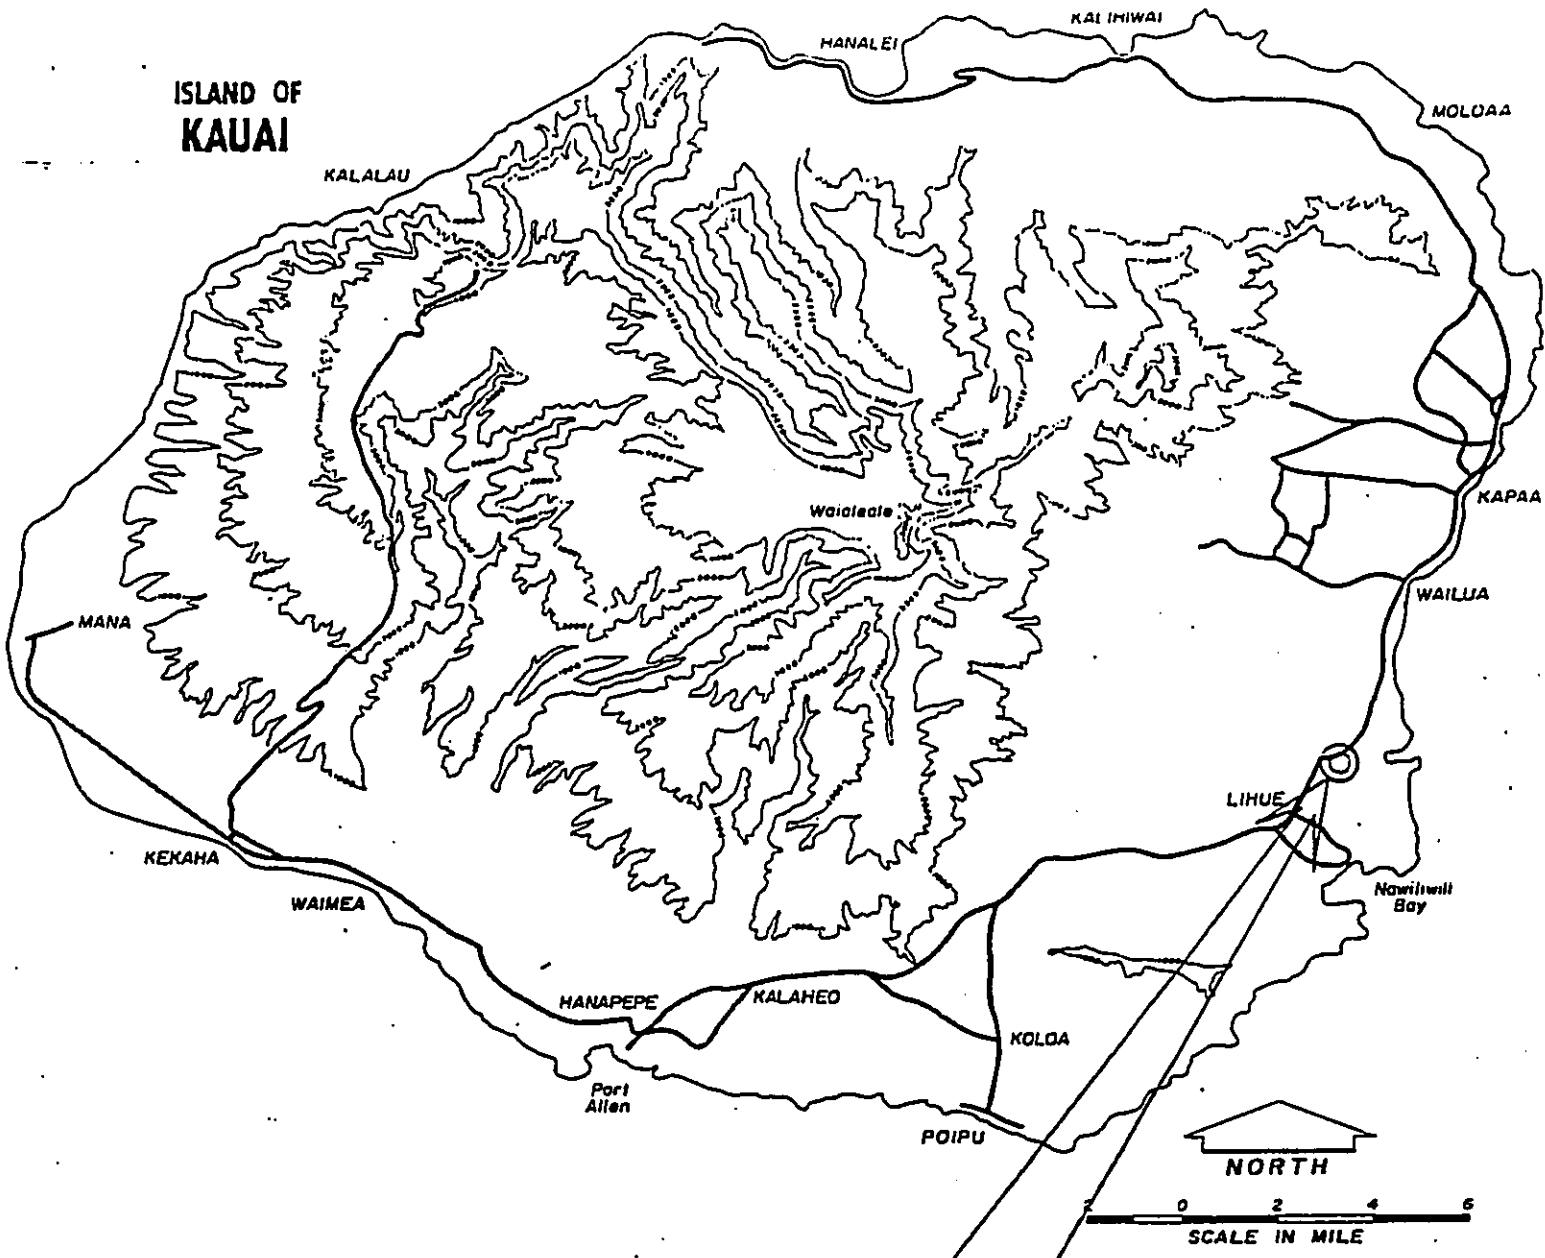 KALIHIWAI
HANALEI
ISLAND OF
KAUAI
MOLOAA
KALALAU
KAPAA
Waialeale
WAILUA
MANA
LIHUE
KEKAHA
Nawiliwili
Bay
WAIMEA
HANAPEPE
KALAHEO
KOLOA
Port
Allen
POIPU
NORTH
2 0 2 4 6
SCALE IN MILE